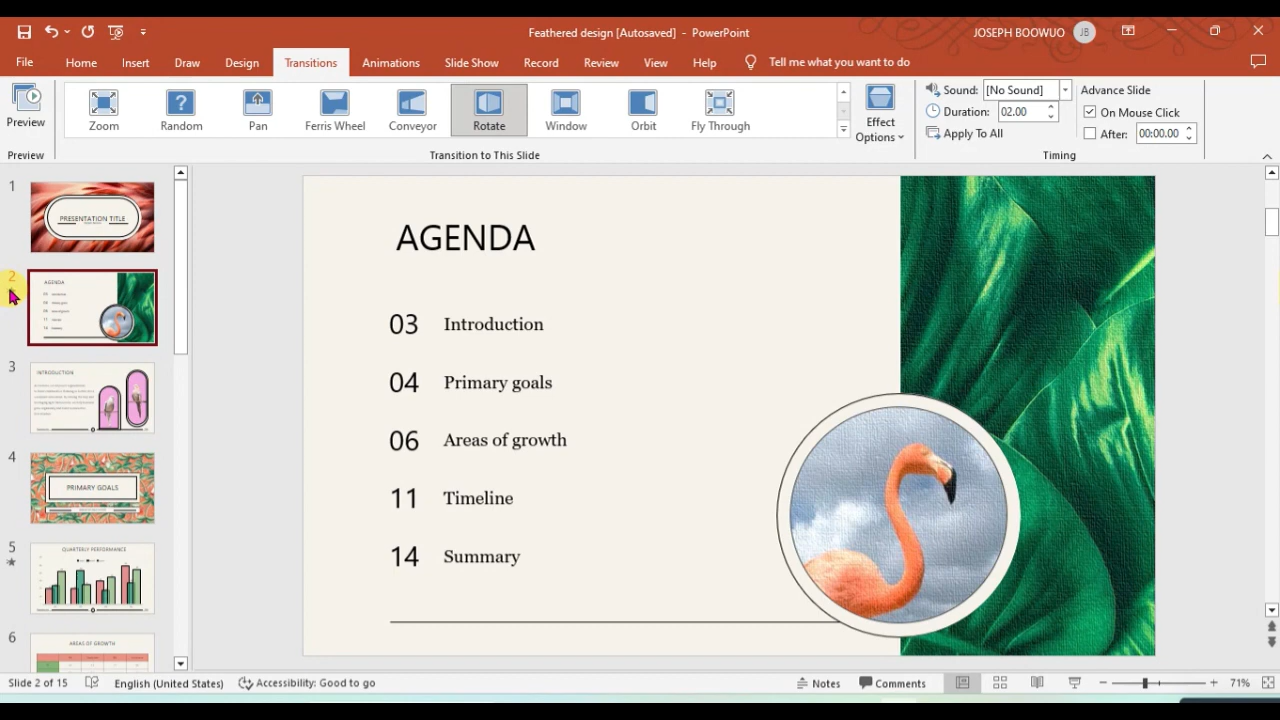 Feathered design [Autosaved] - PowerPoint
JOSEPH BOOWUO JB
File Home Insert Draw Design Transitions Animations Slide Show Record Review View Help Tell me what you want to do
Preview
Zoom Random Pan Ferris Wheel Conveyor Rotate Window Orbit Fly Through
Effect Options
Sound: [No Sound]
Duration: 02.00
Apply To All
Advance Slide
On Mouse Click
After: 00:00.00
Preview
Transition to This Slide
Timing
1
PRESENTATION TITLE
2
AGENDA
3
INTRODUCTION
4
PRIMARY GOALS
5
QUARTERLY PERFORMANCE
6
AREAS OF GROWTH
AGENDA
03 Introduction
04 Primary goals
06 Areas of growth
11 Timeline
14 Summary
Slide 2 of 15 English (United States) Accessibility: Good to go Notes Comments 71%